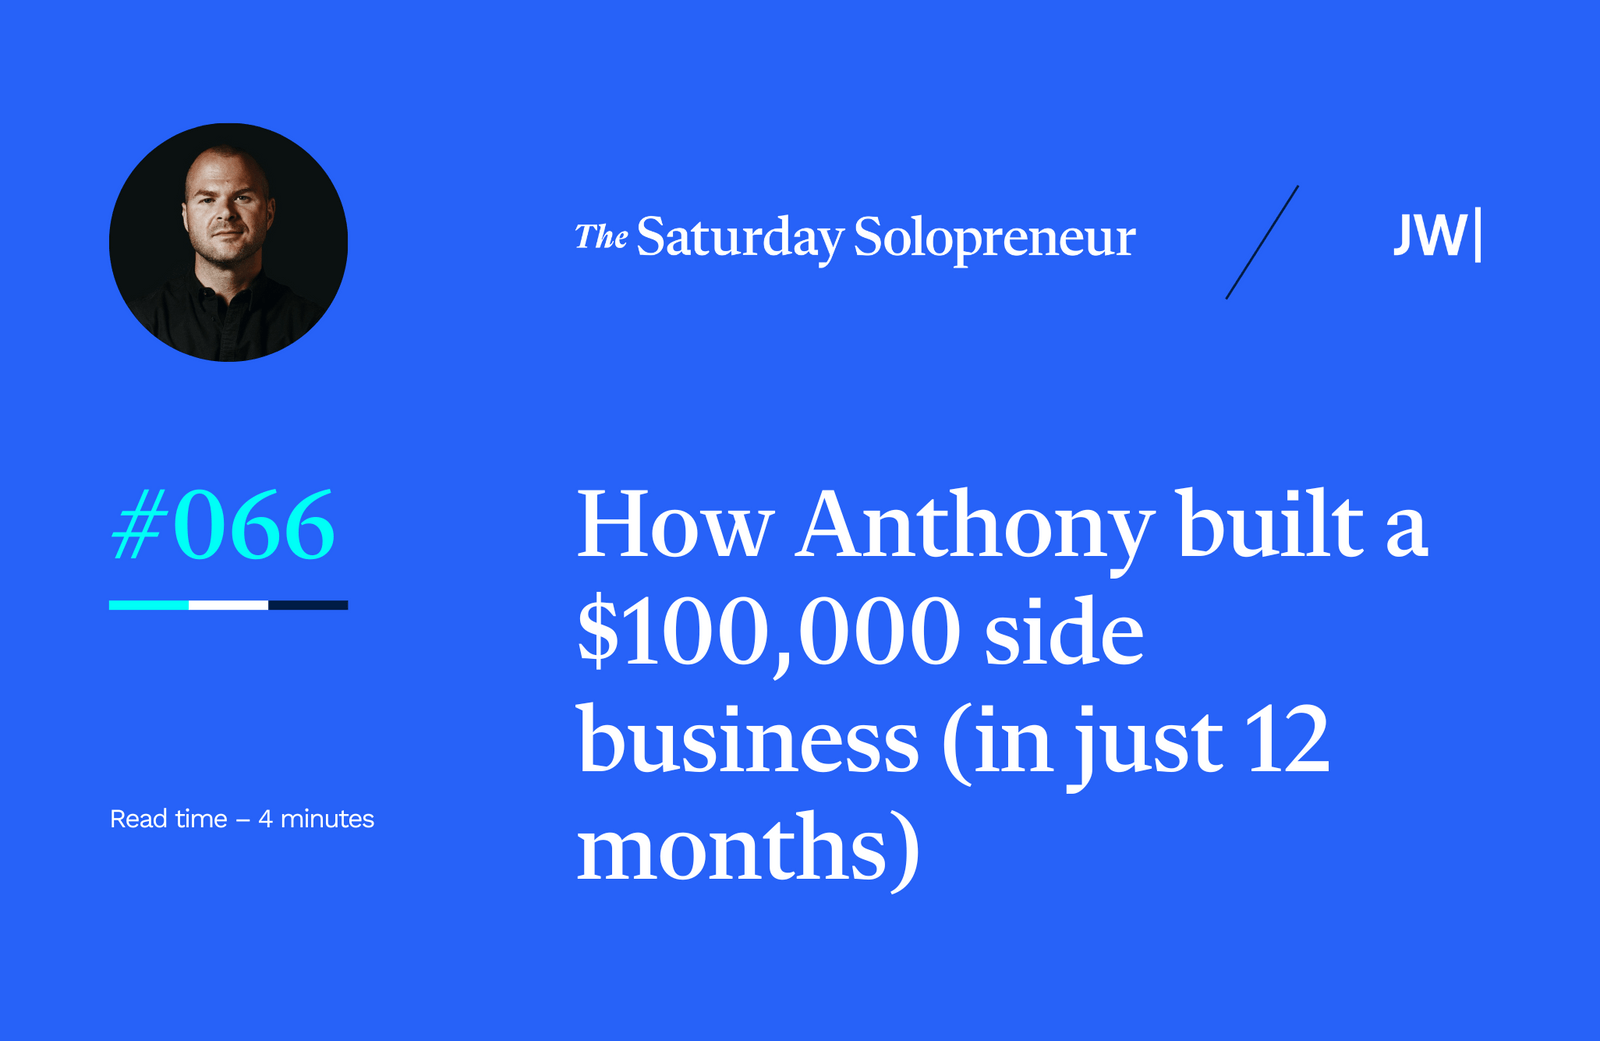 The Saturday Solopreneur
JW|
#066
How Anthony built a
$100,000 side
business (in just 12
months)
Read time – 4 minutes